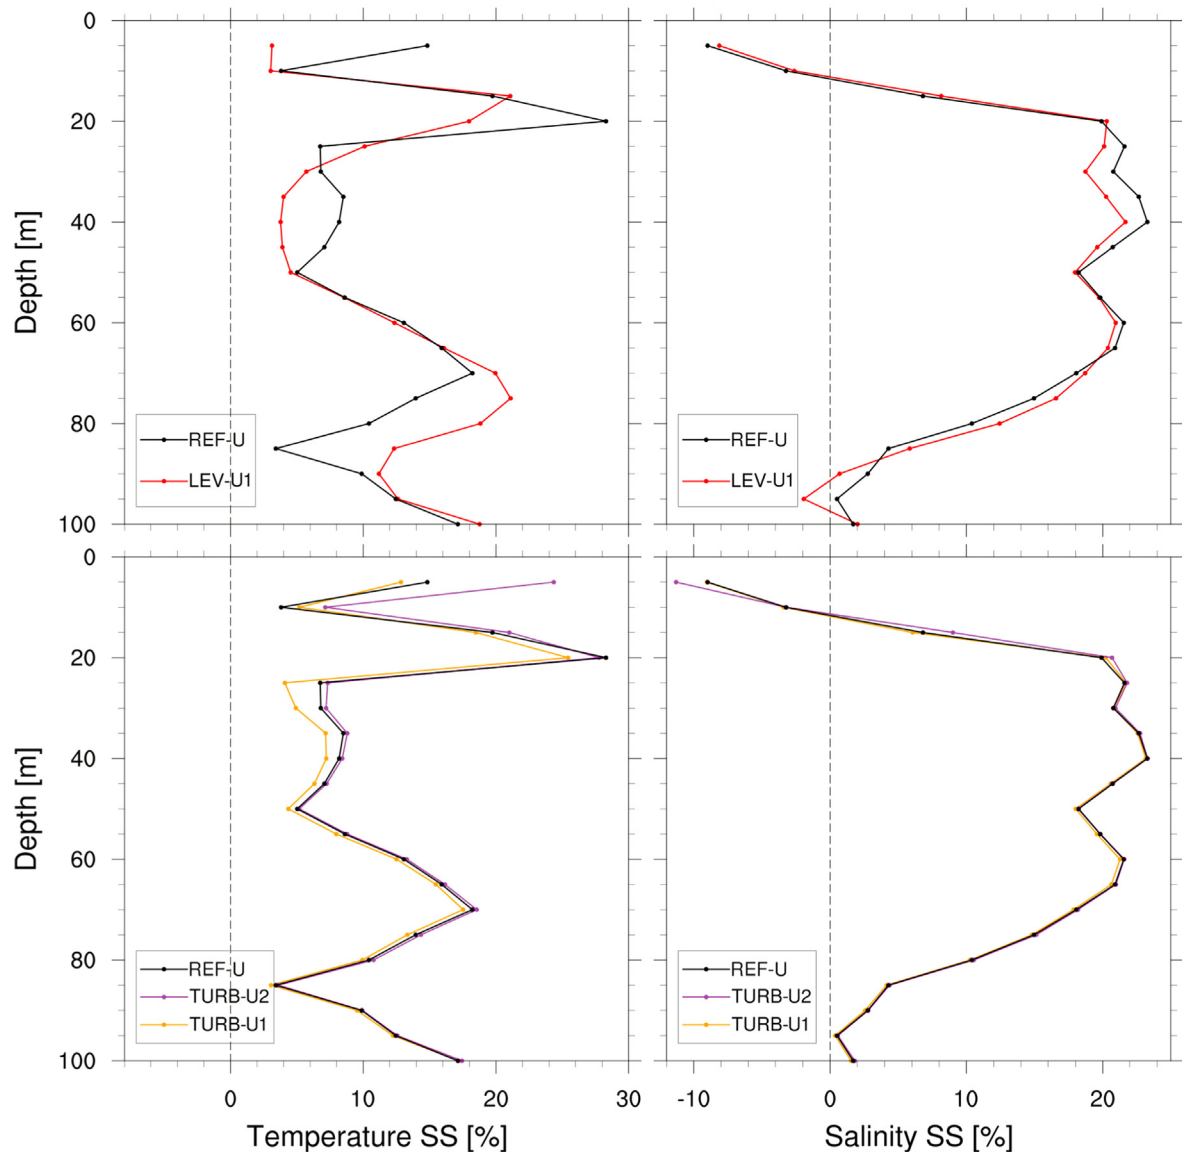 0
20
40
60
80
100
Depth [m]
REF-U
LEV-U1
REF-U
LEV-U1
0
20
40
60
80
100
Depth [m]
REF-U
TURB-U2
TURB-U1
REF-U
TURB-U2
TURB-U1
0 10 20 30
-10 0 10 20
Temperature SS [%]
Salinity SS [%]